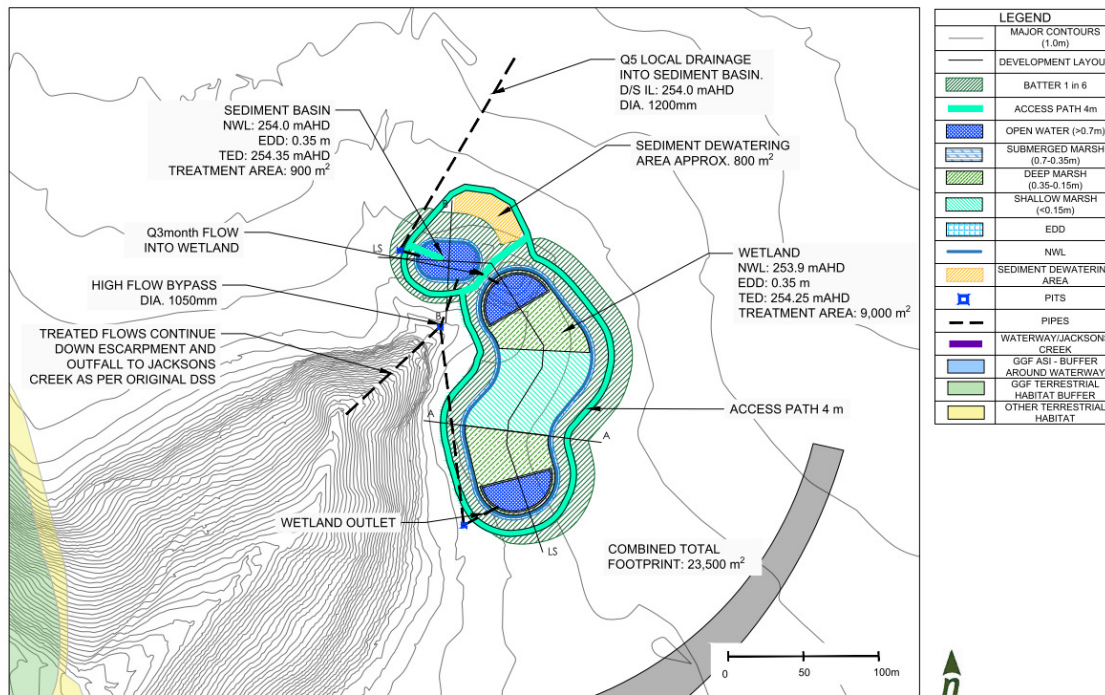 Q5 LOCAL DRAINAGE
INTO SEDIMENT BASIN.
D/S IL: 254.0 mAHD
DIA. 1200mm
SEDIMENT BASIN
NWL: 254.0 mAHD
EDD: 0.35 m
TED: 254.35 mAHD
TREATMENT AREA: 900 m²
SEDIMENT DEWATERING
AREA APPROX. 800 m²
Q3month FLOW
INTO WETLAND
HIGH FLOW BYPASS
DIA. 1050mm
TREATED FLOWS CONTINUE
DOWN ESCARPMENT AND
OUTFALL TO JACKSONS
CREEK AS PER ORIGINAL DSS
WETLAND
NWL: 253.9 mAHD
EDD: 0.35 m
TED: 254.25 mAHD
TREATMENT AREA: 9,000 m²
ACCESS PATH 4 m
WETLAND OUTLET
COMBINED TOTAL
FOOTPRINT: 23,500 m²
LS
B
B
A
A
LS
0
50
100m
LEGEND
MAJOR CONTOURS
(1.0m)
DEVELOPMENT LAYOU
BATTER 1 in 6
ACCESS PATH 4m
OPEN WATER (>0.7m)
SUBMERGED MARSH
(0.7-0.35m)
DEEP MARSH
(0.35-0.15m)
SHALLOW MARSH
(<0.15m)
EDD
NWL
SEDIMENT DEWATERING
AREA
PITS
PIPES
WATERWAY/JACKSONS
CREEK
GGF ASI - BUFFER
AROUND WATERWAY
GGF TERRESTRIAL
HABITAT BUFFER
OTHER TERRESTRIAL
HABITAT
n